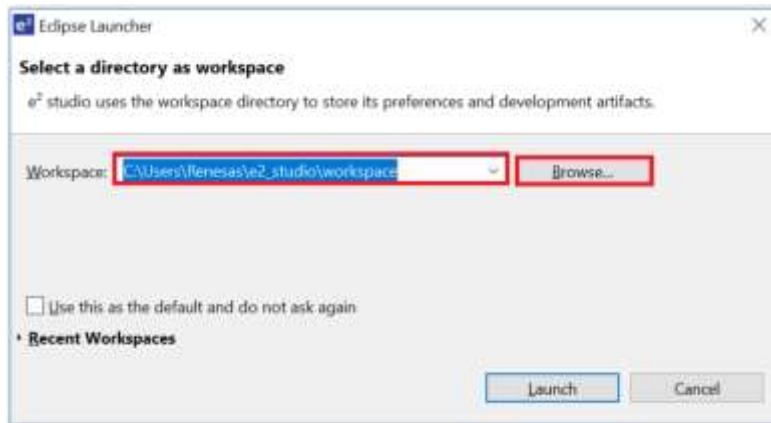 e² Eclipse Launcher
Select a directory as workspace
e² studio uses the workspace directory to store its preferences and development artifacts.
Workspace: C:\Users\Renesas\e2_studio\workspace Browse...
Use this as the default and do not ask again
Recent Workspaces
Launch Cancel